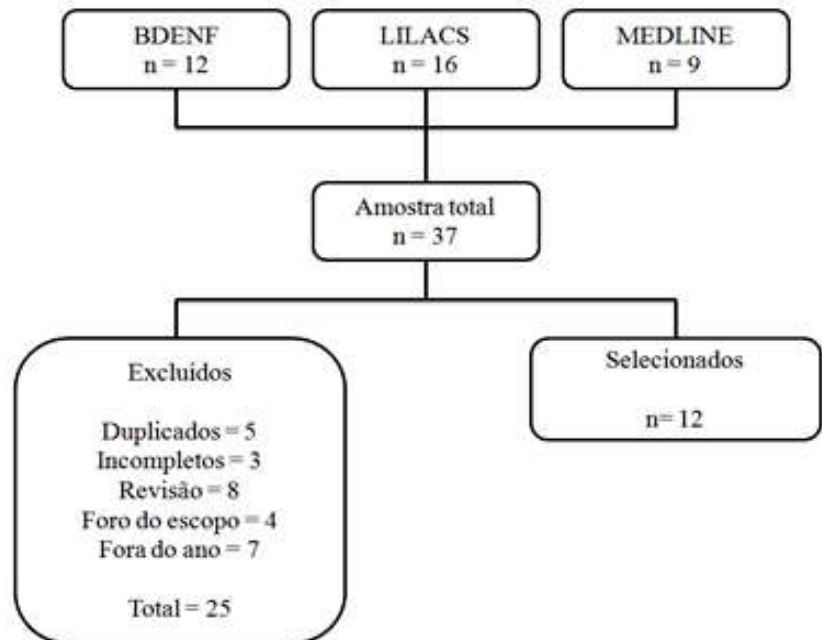 BDENF
n = 12
LILACS
n = 16
MEDLINE
n = 9
Amostra total
n = 37
Excluidos
Duplicados = 5
Incompletos = 3
Revisão = 8
Foro do escopo = 4
Fora do ano = 7
Total = 25
Selecionados
n= 12